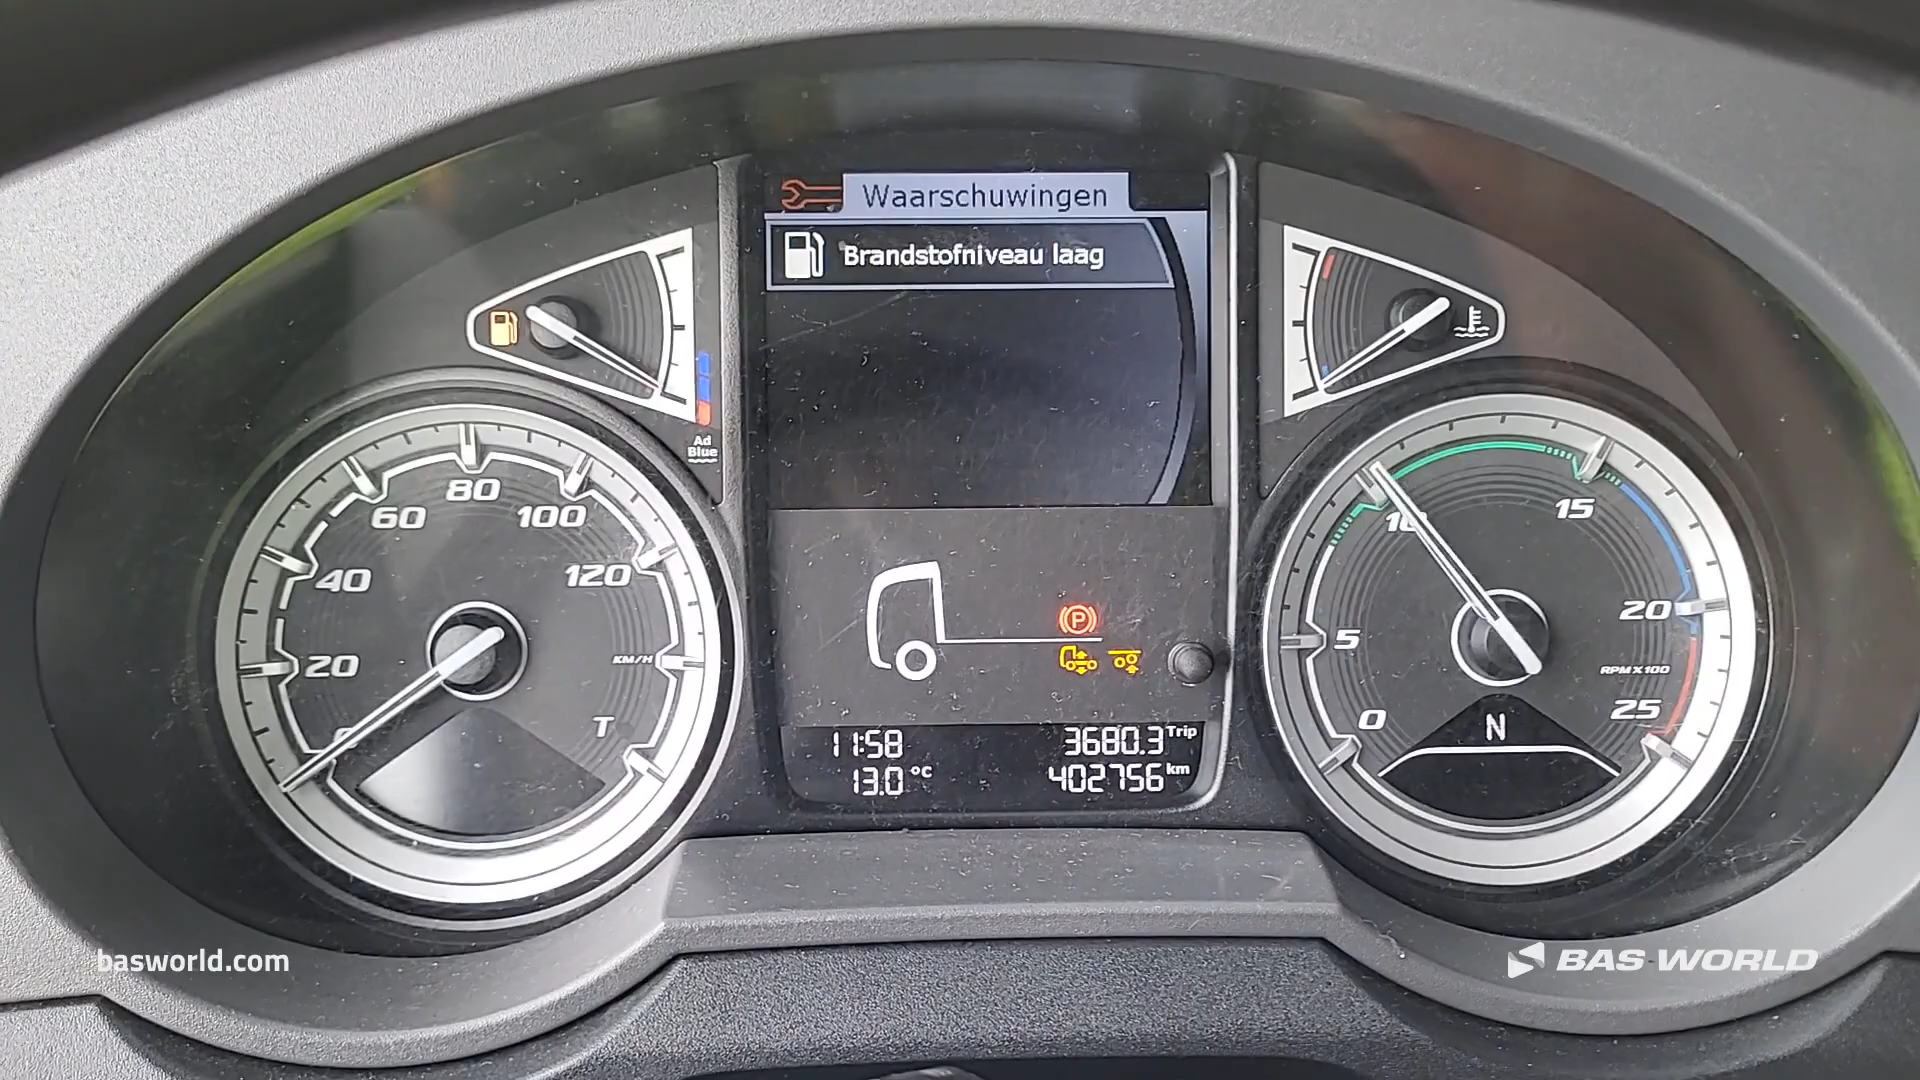 Waarschuwingen
Brandstofniveau laag
Ad
Blue
0
20
40
60
80
100
120
KM/H
T
P
11:58
3680.3 Trip
13.0 °C
402756 km
0
5
10
15
20
25
RPM X 100
N
basworld.com
BAS WORLD